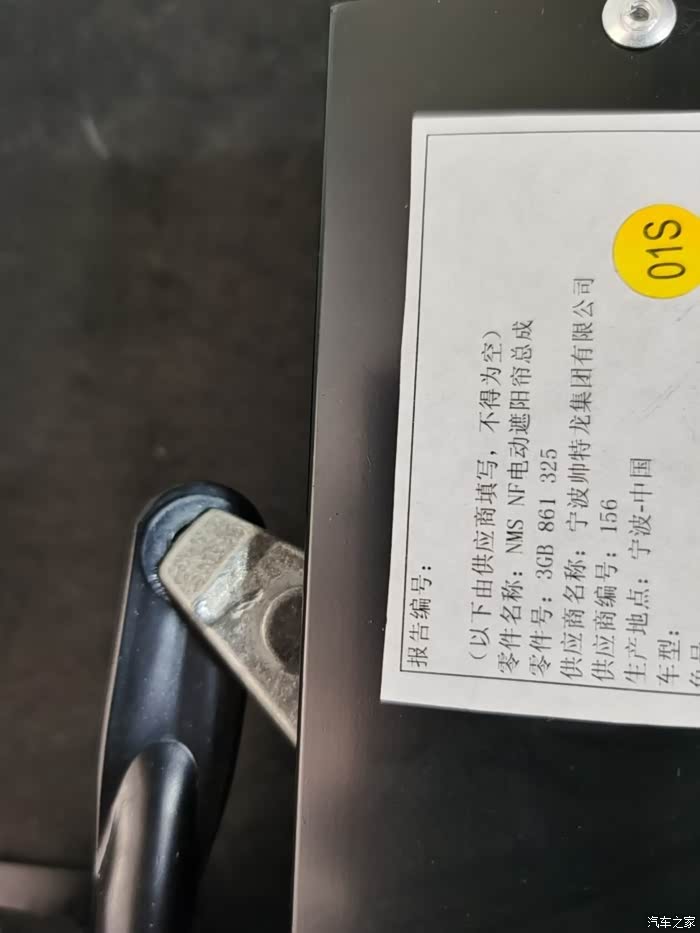 报告编号：
（以下由供应商填写，不得为空）
零件名称：NMS NF电动遮阳帘总成
零件号：3GB 861 325
供应商名称：宁波帅特龙集团有限公司
供应商编号：156
生产地点：宁波-中国
车型：
01S
汽车之家